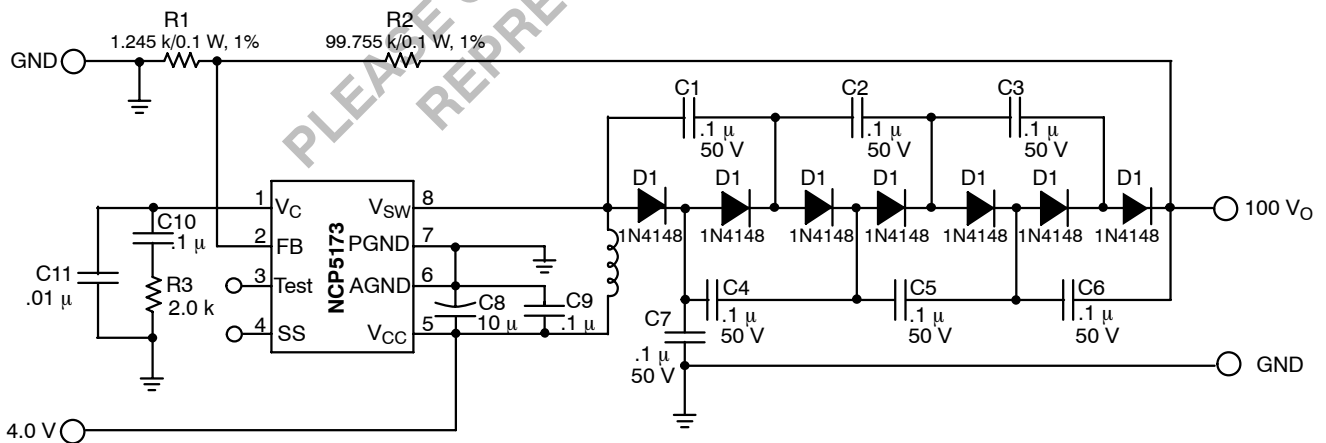 PLEASE
REPRE
R1
1.245 k/0.1 W, 1%
R2
99.755 k/0.1 W, 1%
GND
C1
.1 μ
50 V
C2
.1 μ
50 V
C3
.1 μ
50 V
D1
1N4148
D1
1N4148
D1
1N4148
D1
1N4148
D1
1N4148
D1
1N4148
D1
1N4148
100 VO
1
VC
2
FB
3
Test
4
SS
NCP5173
VSW
8
PGND
7
AGND
6
VCC
5
C10
.1 μ
C11
.01 μ
R3
2.0 k
C8
10 μ
C9
.1 μ
C7
.1 μ
50 V
C4
.1 μ
50 V
C5
.1 μ
50 V
C6
.1 μ
50 V
GND
4.0 V